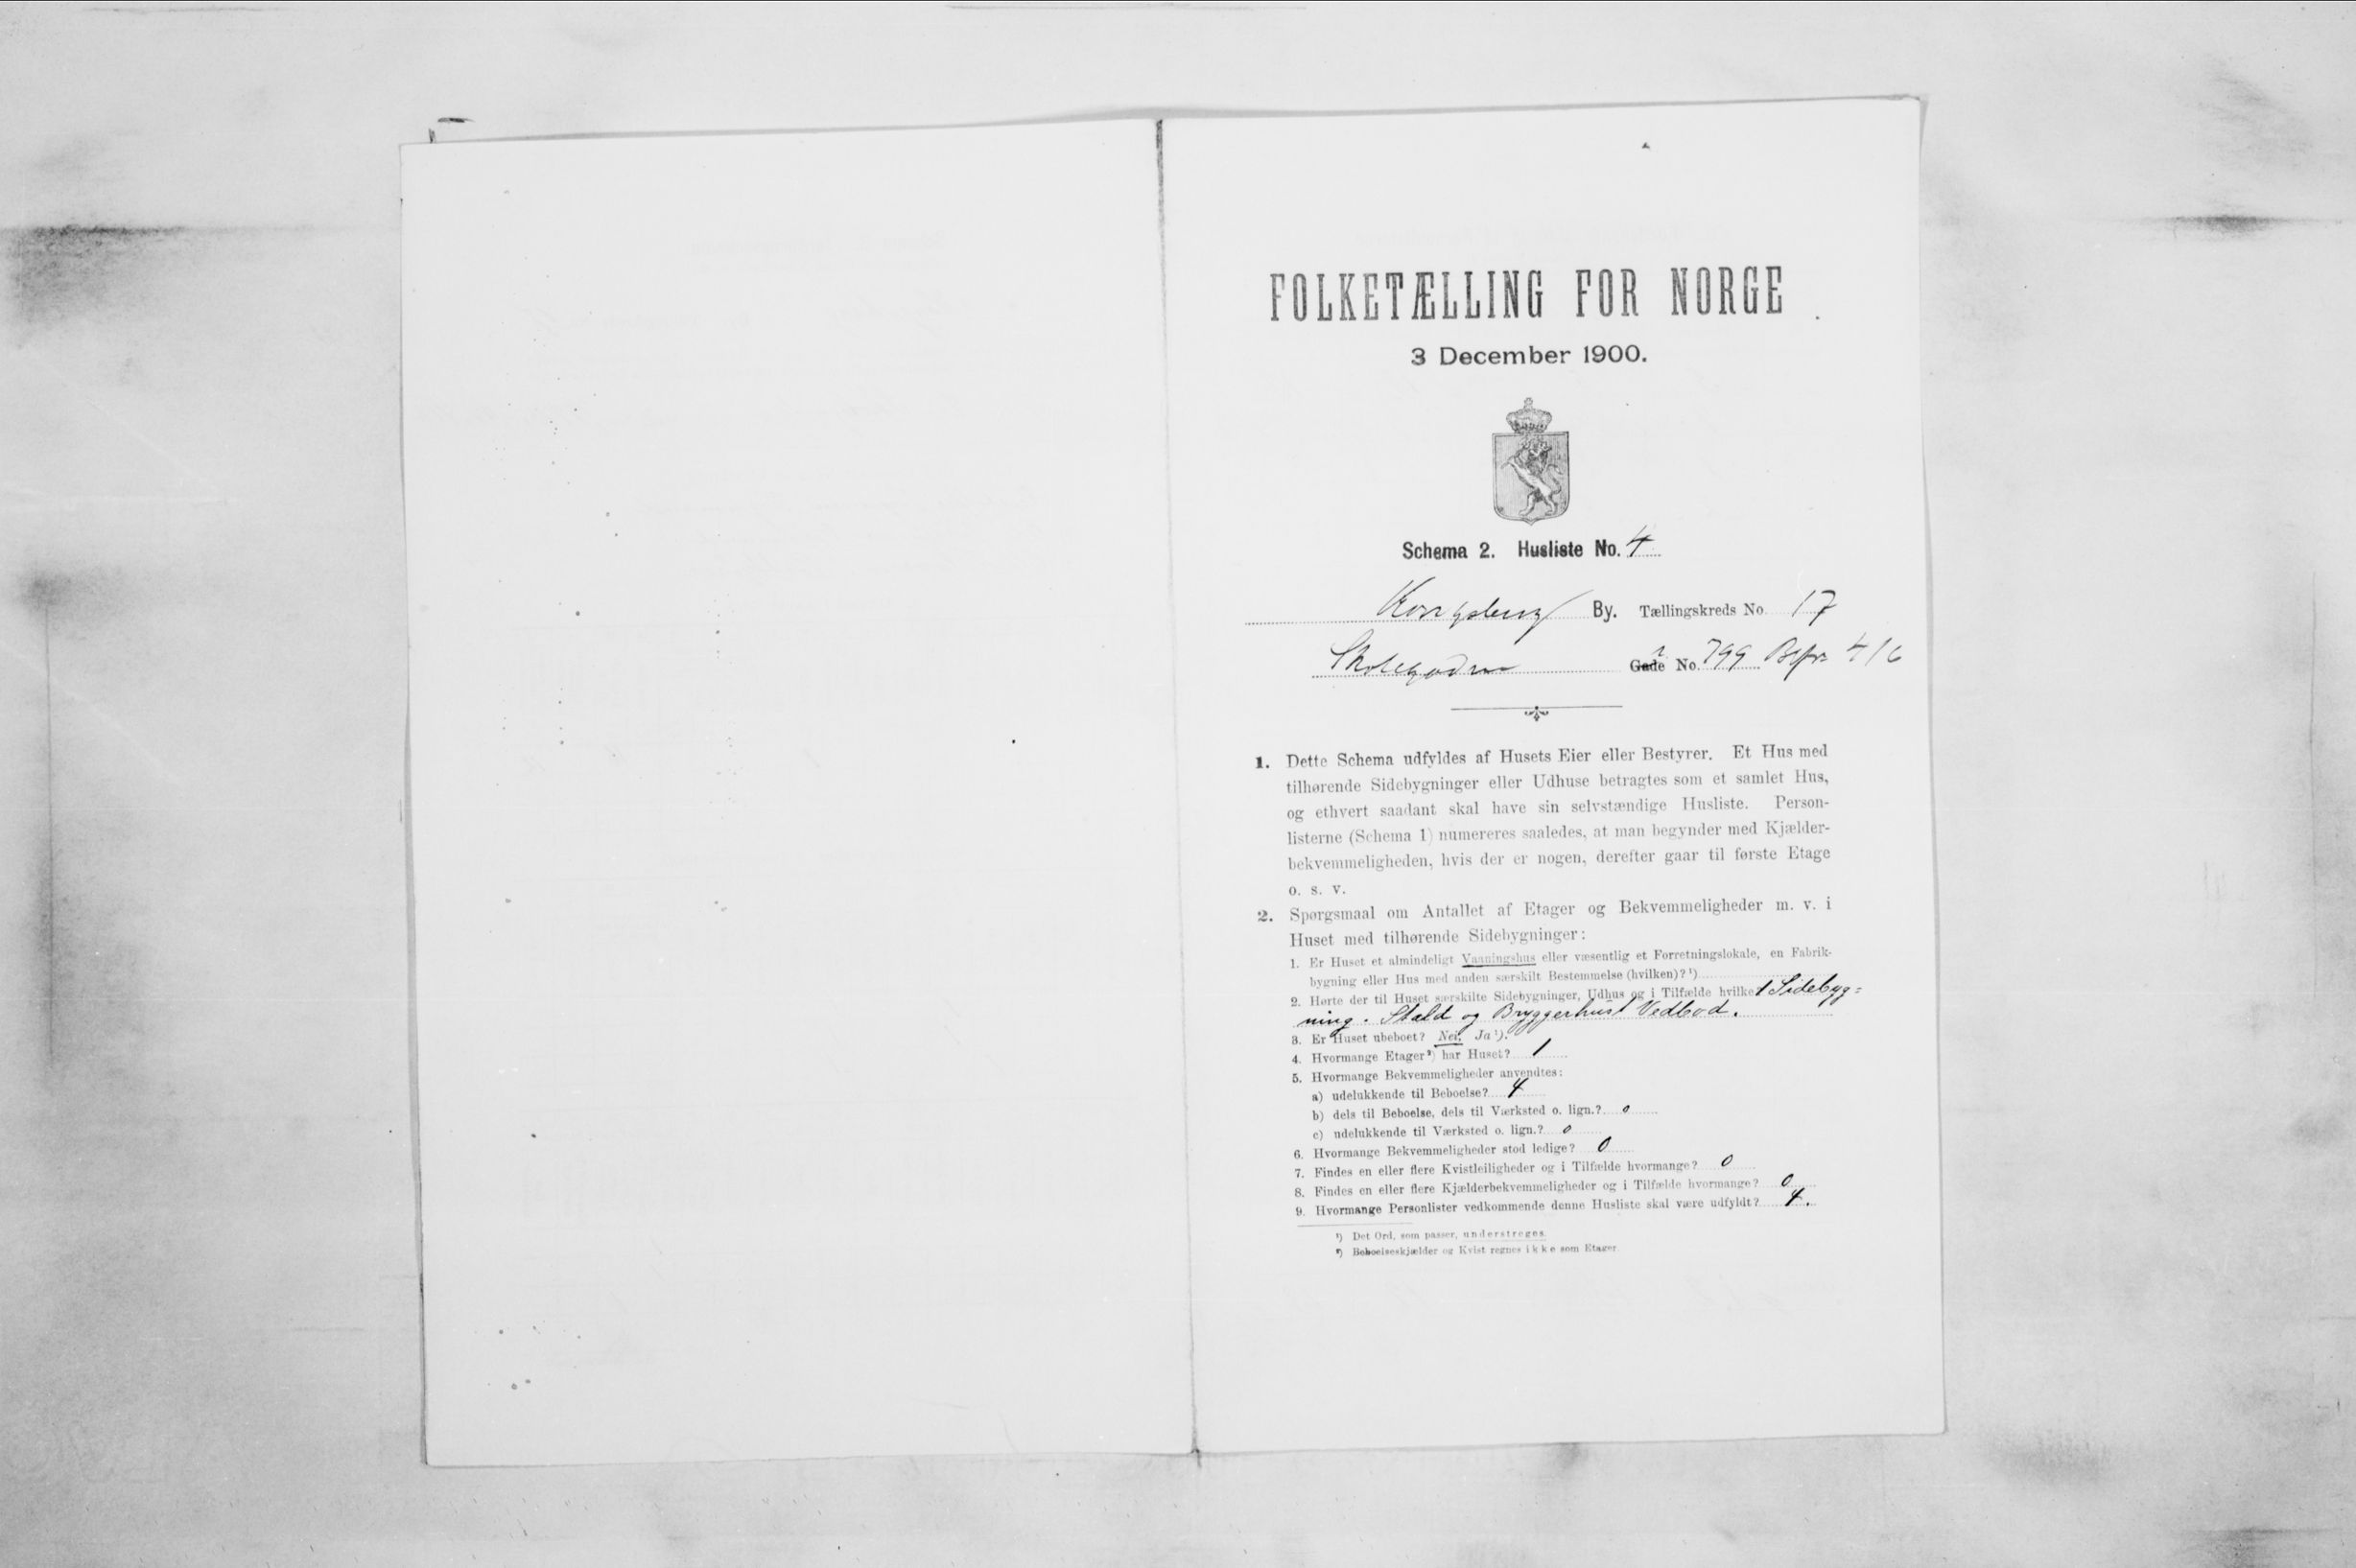 FOLKETÆLLING FOR NORGE
3 December 1900.
Schema 2. Husliste No. 4
Kongsberg By. Tællingskreds No 17
Gade No. 799 416
1. Dette Schema udfyldes af Husets Eier eller Bestyrer. Et Hus med
tilhørende Sidebygninger eller Udhuse betragtes som et samlet Hus,
og ethvert saadant skal have sin selvstændige Husliste. Person-
listerne (Schema 1) numereres saaledes, at man begynder med Kjælder-
bekvemmeligheden, hvis der er nogen, derefter gaar til første Etage
o. s. v.
2. Spørgsmaal om Antallet af Etager og Bekvemmeligheder m. v. i
Huset med tilhørende Sidebygninger:
1. Er Huset et almindeligt Vaaningshus eller væsentlig et Forretningslokale, en Fabrik-
bygning eller Hus med anden særskilt Bestemmelse (hvilken)? ¹)
2. Hørte der til Huset særskilte Sidebygninger, Udhus og i Tilfælde hvilke? 1 Sidebyg=
ning. Stald og Bryggerhus 1 Vedbod.
3. Er Huset ubeboet? Nei. Ja ¹).
4. Hvormange Etager ²) har Huset? 1
5. Hvormange Bekvemmeligheder anvendtes:
a) udelukkende til Beboelse? 4
b) dels til Beboelse, dels til Værksted o. lign.? 0
c) udelukkende til Værksted o. lign.? 0
6. Hvormange Bekvemmeligheder stod ledige? 0
7. Findes en eller flere Kvistleiligheder og i Tilfælde hvormange? 0
8. Findes en eller flere Kjælderbekvemmeligheder og i Tilfælde hvormange? 0
9. Hvormange Personlister vedkommende denne Husliste skal være udfyldt? 4.
¹) Det Ord, som passer, understreges.
²) Beboelseskjælder og Kvist regnes ikke som Etager.